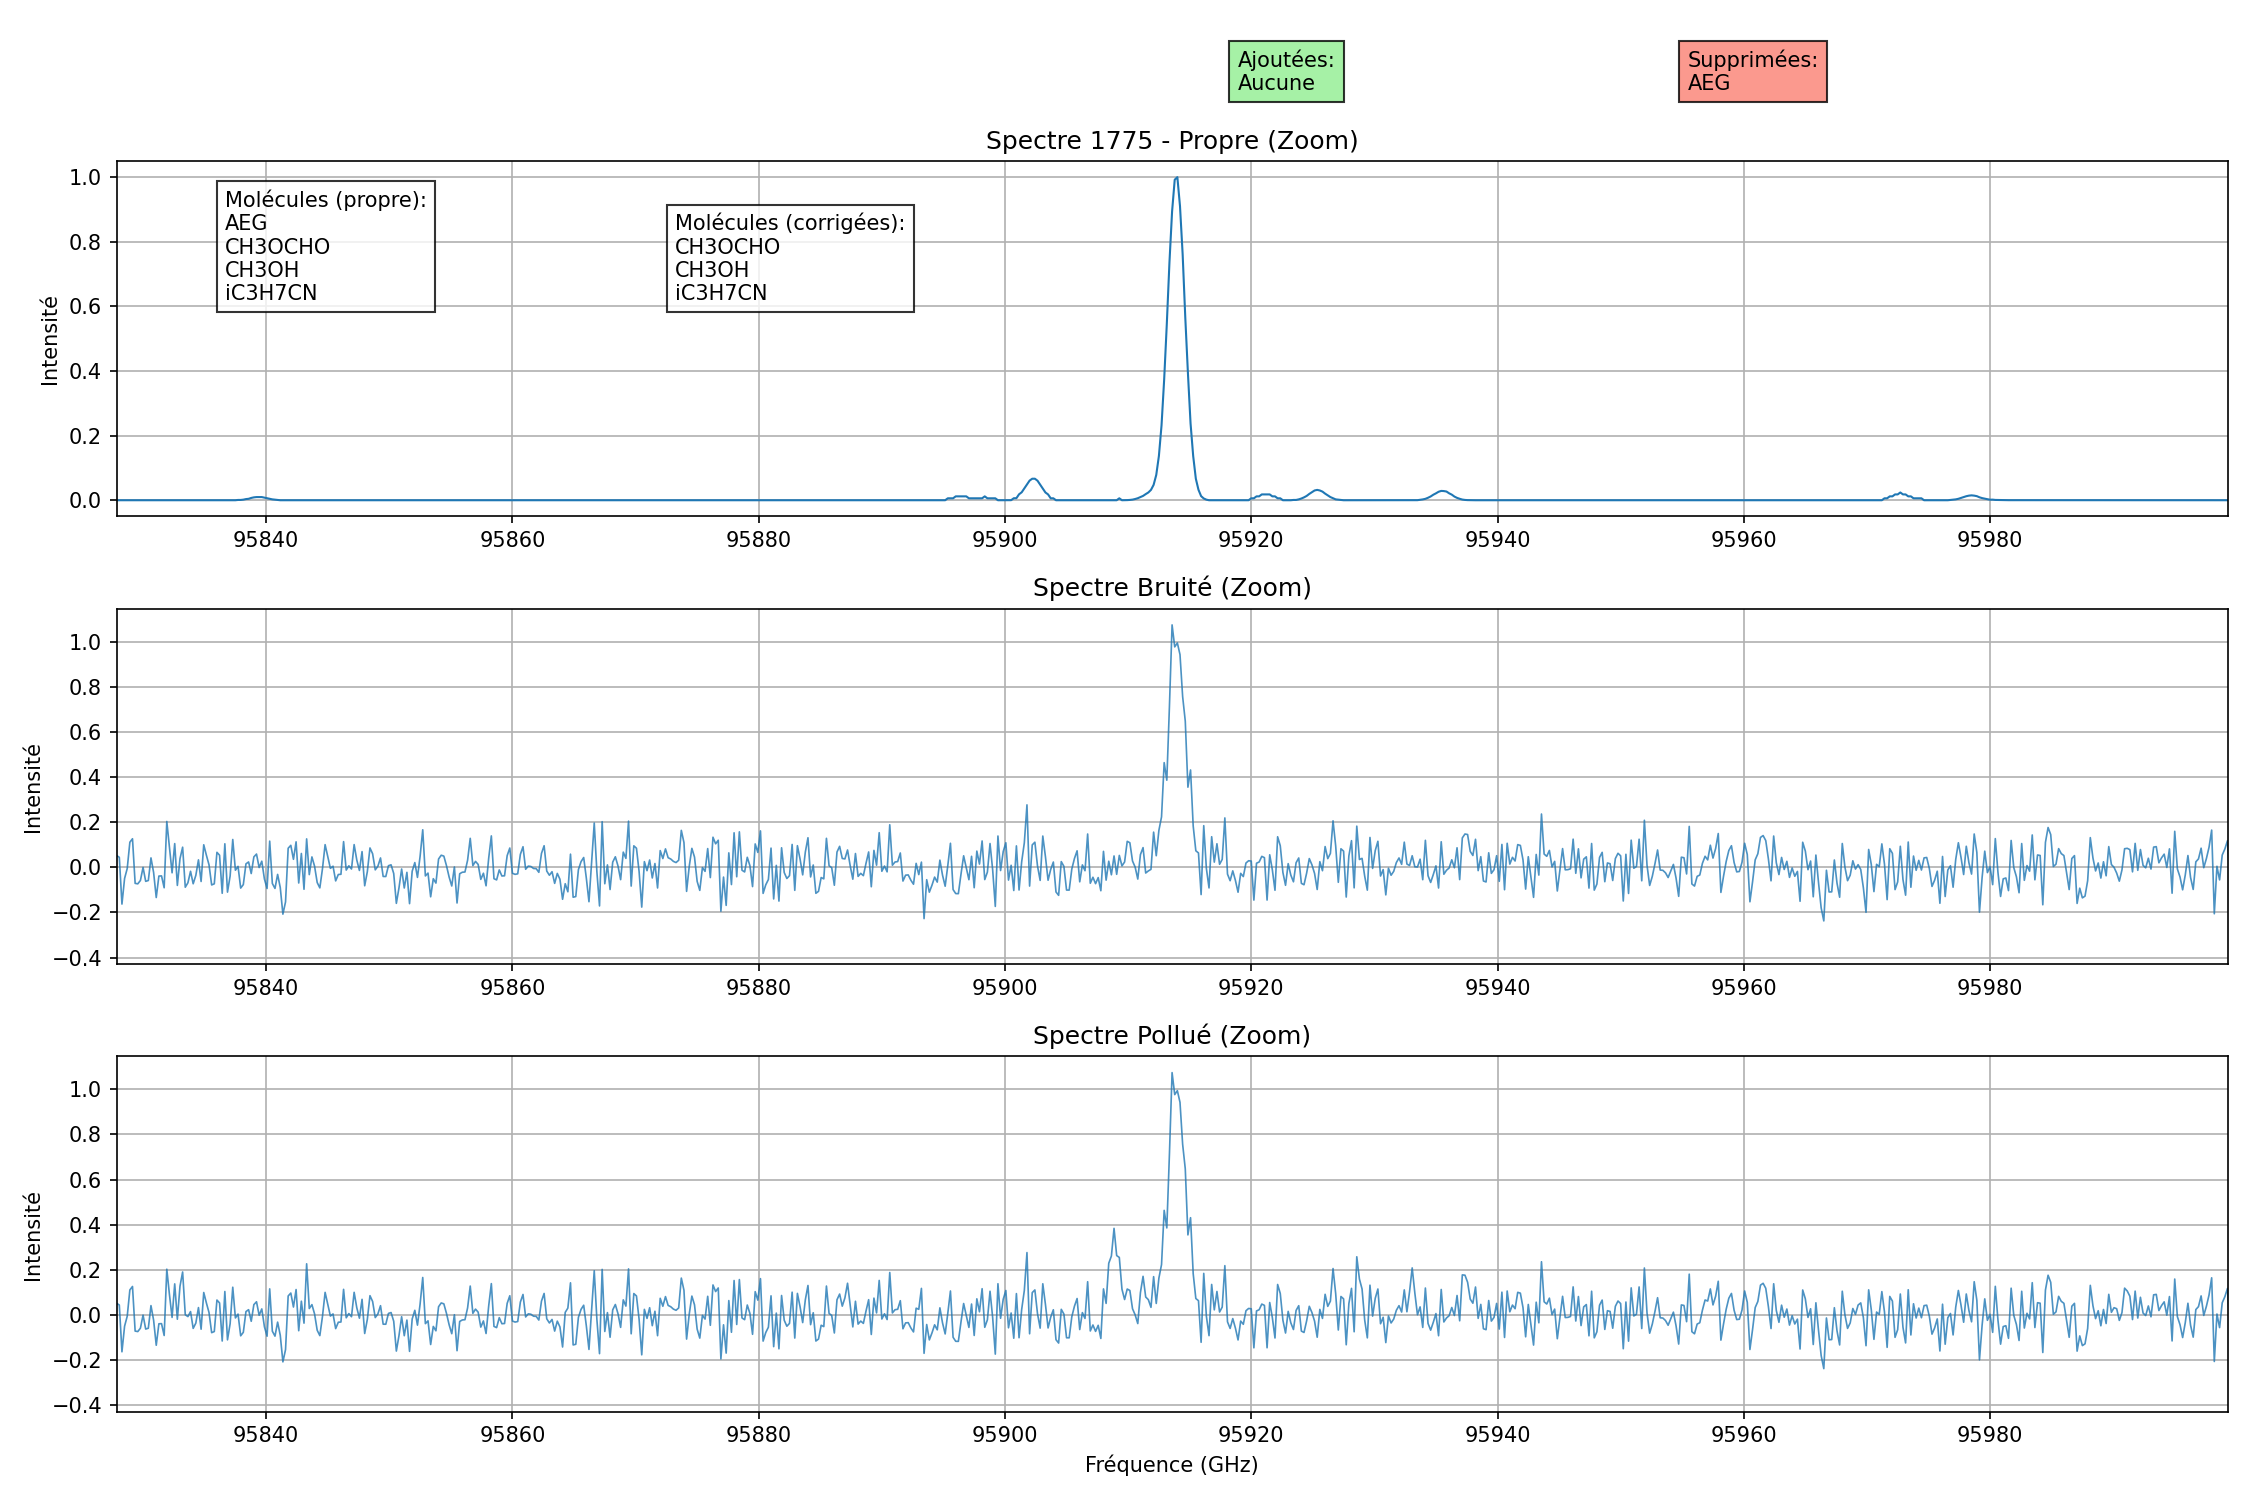 Ajoutées:
Aucune
Supprimées:
AEG
Spectre 1775 - Propre (Zoom)
Molécules (propre):
AEG
CH3OCHO
CH3OH
iC3H7CN
Molécules (corrigées):
CH3OCHO
CH3OH
iC3H7CN
Intensité
1.0
0.8
0.6
0.4
0.2
0.0
95840 95860 95880 95900 95920 95940 95960 95980
Spectre Bruité (Zoom)
Intensité
1.0
0.8
0.6
0.4
0.2
0.0
−0.2
−0.4
95840 95860 95880 95900 95920 95940 95960 95980
Spectre Pollué (Zoom)
Intensité
1.0
0.8
0.6
0.4
0.2
0.0
−0.2
−0.4
95840 95860 95880 95900 95920 95940 95960 95980
Fréquence (GHz)